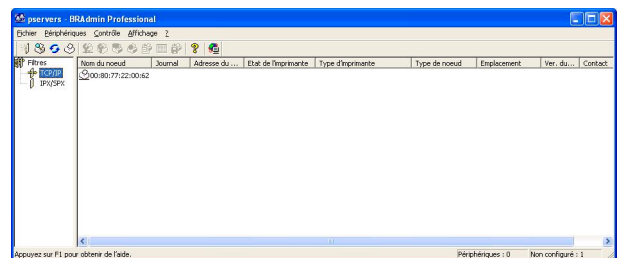 pservers - BRAdmin Professional
Fichier Périphériques Contrôle Affichage ?
Filtres
TCP/IP
IPX/SPX
Nom du noeud Journal Adresse du ... Etat de l'imprimante Type d'imprimante Type de noeud Emplacement Ver. du... Contact
00:80:77:22:00:62
Appuyez sur F1 pour obtenir de l'aide. Périphériques : 0 Non configuré : 1